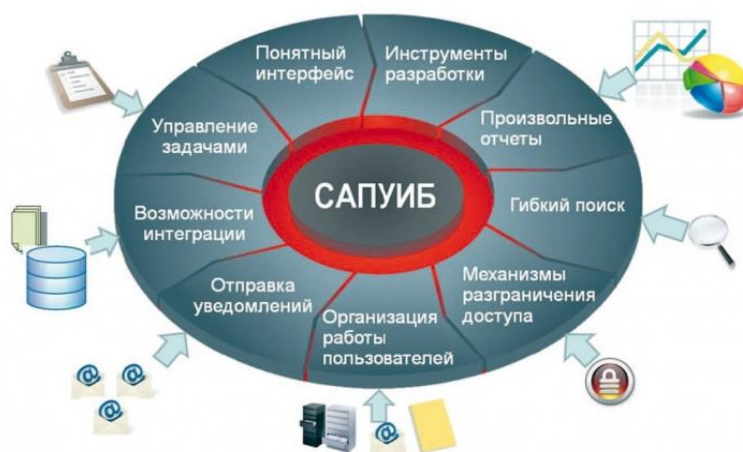 Понятный
интерфейс
Инструменты
разработки
Произвольные
отчеты
Гибкий поиск
Механизмы
разграничения
доступа
Организация
работы
пользователей
Отправка
уведомлений
Возможности
интеграции
Управление
задачами
САПУИБ
@
@
@
@